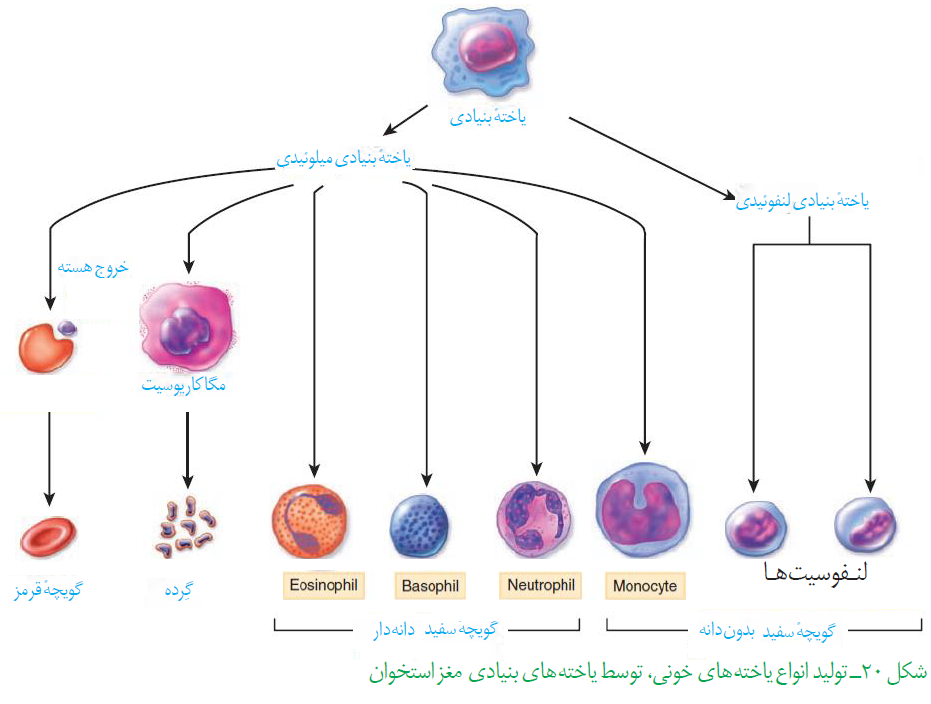 یاختهٔ بنیادی
یاختهٔ بنیادی میلوئیدی
یاختهٔ بنیادی لِنفوئیدی
خروج هسته
مگاکاریوسیت
لنفوسیت‌ها
Monocyte
Neutrophil
Basophil
Eosinophil
گِرده
گویچهٔ قرمز
گویچهٔ سفید بدون‌دانه
گویچهٔ سفید دانه‌دار
شکل ۲۰ــ تولید انواع یاخته‌های خونی، توسط یاخته‌های بنیادی مغز استخوان